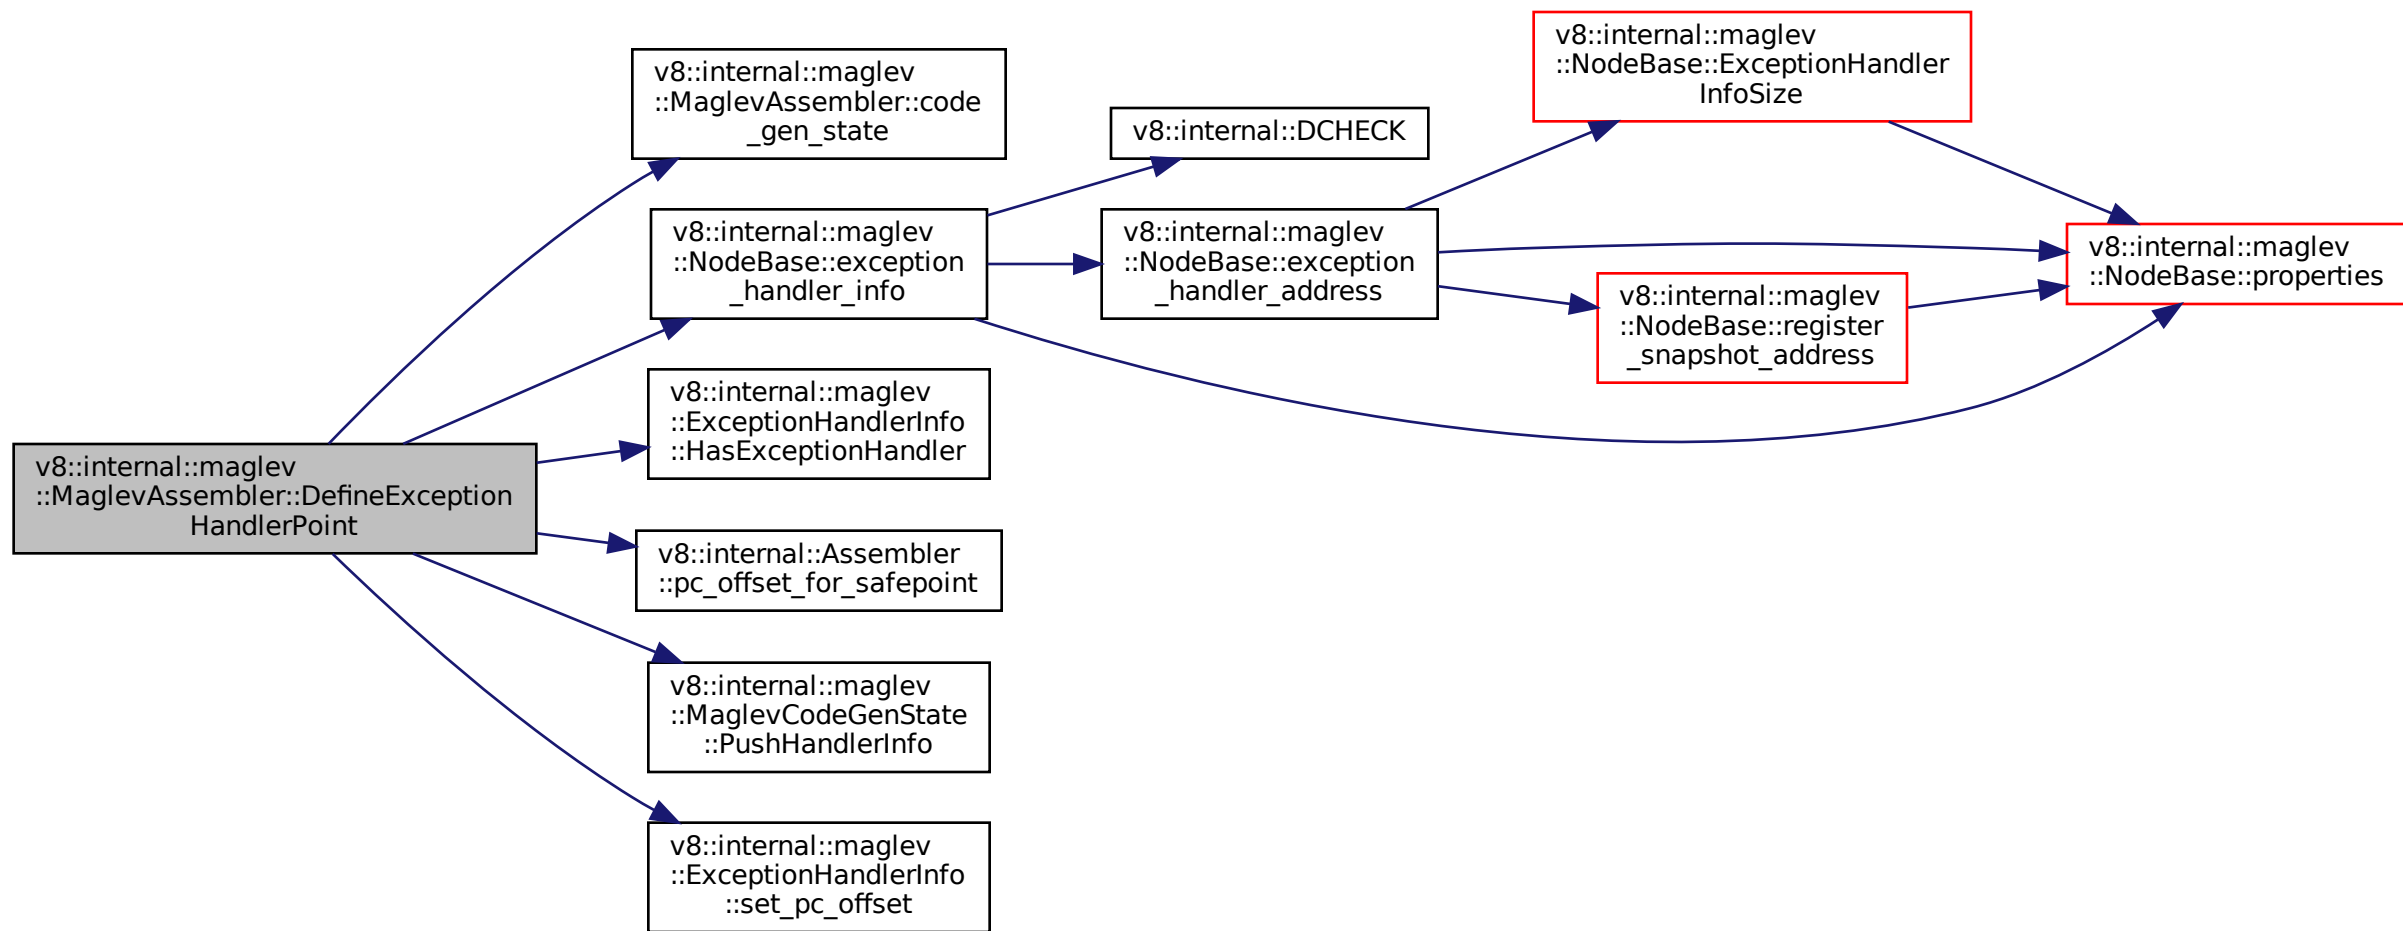 v8::internal::maglev
::MaglevAssembler::DefineException
HandlerPoint
v8::internal::maglev
::MaglevAssembler::code
_gen_state
v8::internal::maglev
::NodeBase::exception
_handler_info
v8::internal::DCHECK
v8::internal::maglev
::NodeBase::exception
_handler_address
v8::internal::maglev
::NodeBase::ExceptionHandler
InfoSize
v8::internal::maglev
::NodeBase::properties
v8::internal::maglev
::NodeBase::register
_snapshot_address
v8::internal::maglev
::ExceptionHandlerInfo
::HasExceptionHandler
v8::internal::Assembler
::pc_offset_for_safepoint
v8::internal::maglev
::MaglevCodeGenState
::PushHandlerInfo
v8::internal::maglev
::ExceptionHandlerInfo
::set_pc_offset